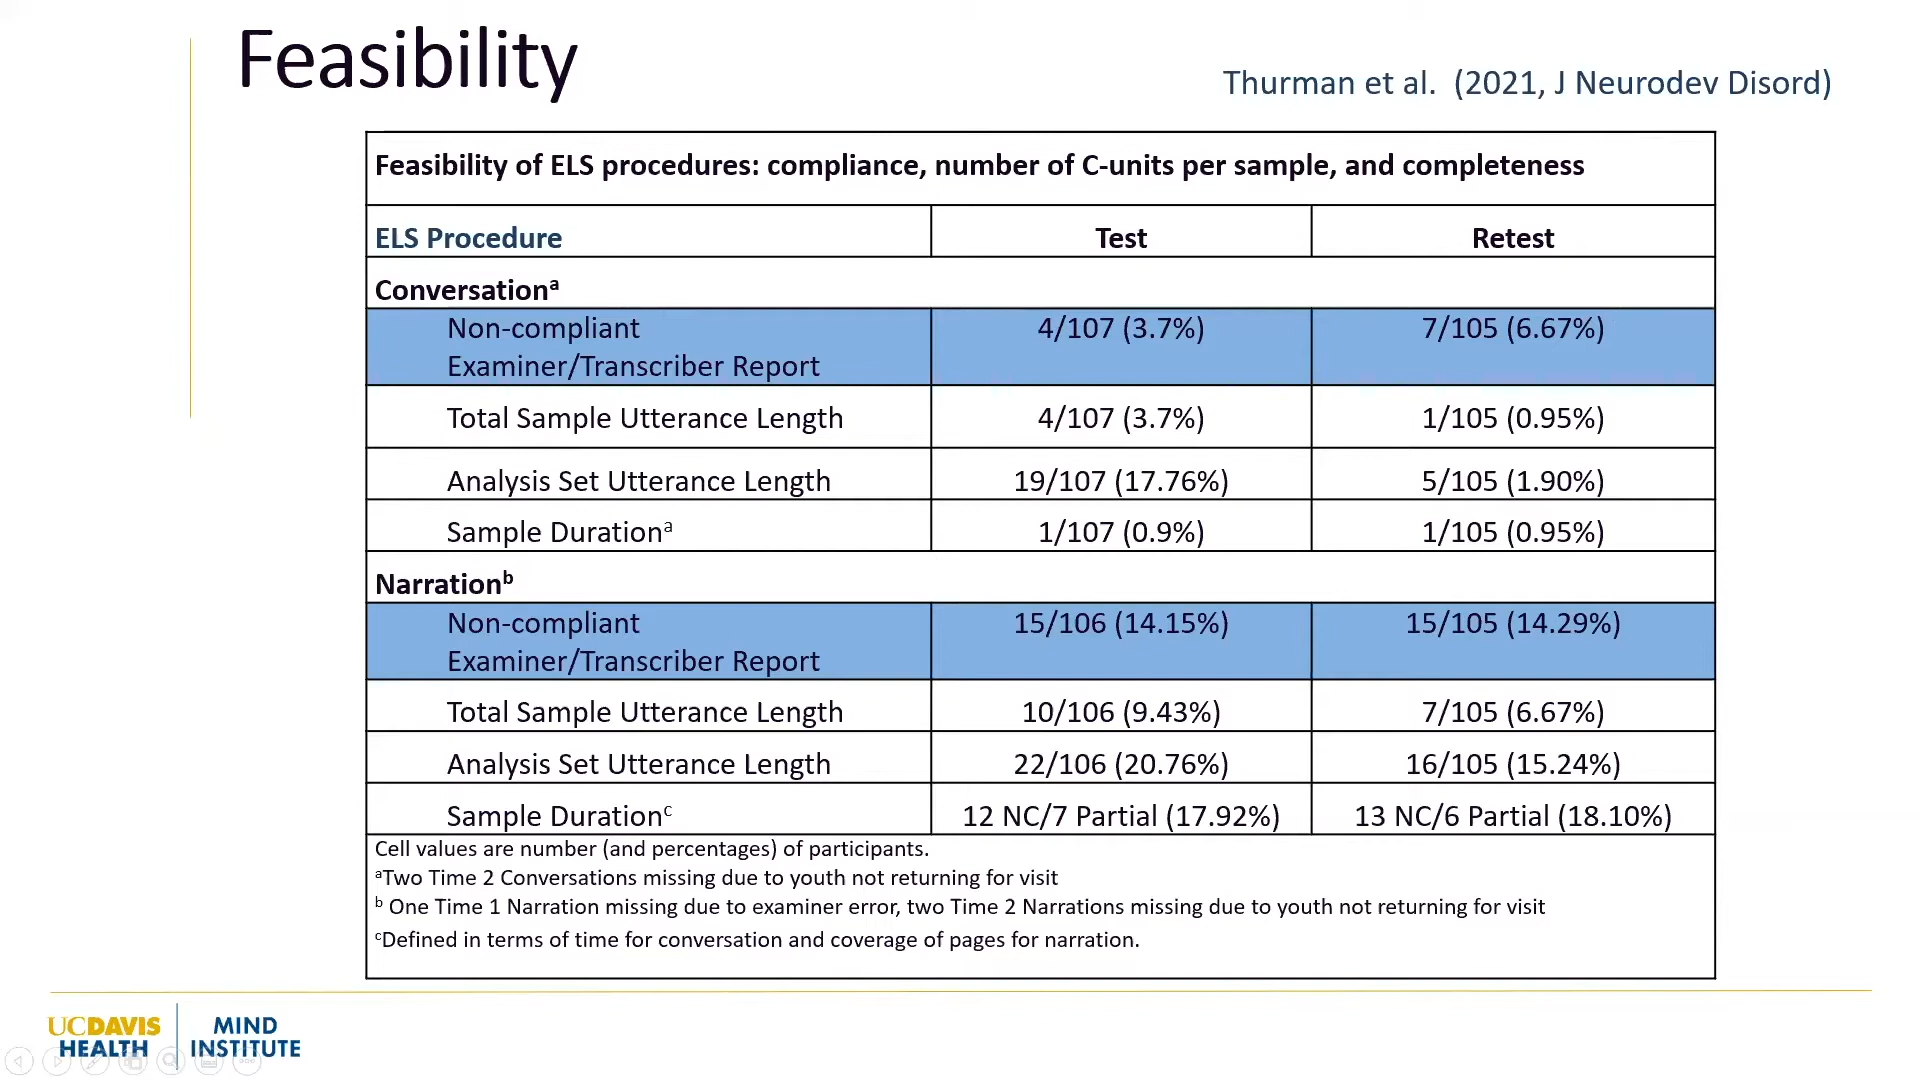 Feasibility
Thurman et al. (2021, J Neurodev Disord)
Feasibility of ELS procedures: compliance, number of C-units per sample, and completeness
ELS Procedure Test Retest
Conversationᵃ
Non-compliant 4/107 (3.7%) 7/105 (6.67%)
Examiner/Transcriber Report
Total Sample Utterance Length 4/107 (3.7%) 1/105 (0.95%)
Analysis Set Utterance Length 19/107 (17.76%) 5/105 (1.90%)
Sample Durationᵃ 1/107 (0.9%) 1/105 (0.95%)
Narrationᵇ
Non-compliant 15/106 (14.15%) 15/105 (14.29%)
Examiner/Transcriber Report
Total Sample Utterance Length 10/106 (9.43%) 7/105 (6.67%)
Analysis Set Utterance Length 22/106 (20.76%) 16/105 (15.24%)
Sample Durationᶜ 12 NC/7 Partial (17.92%) 13 NC/6 Partial (18.10%)
Cell values are number (and percentages) of participants.
ᵃTwo Time 2 Conversations missing due to youth not returning for visit
ᵇ One Time 1 Narration missing due to examiner error, two Time 2 Narrations missing due to youth not returning for visit
ᶜDefined in terms of time for conversation and coverage of pages for narration.
UCDAVIS MIND
HEALTH INSTITUTE